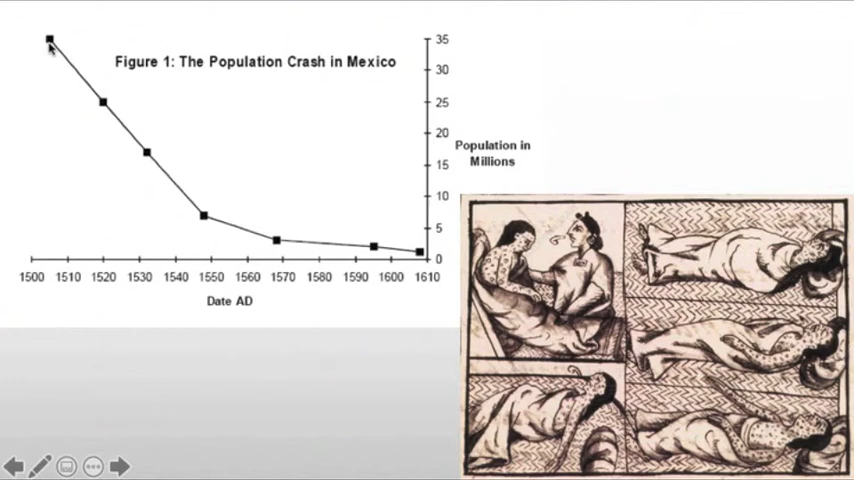 Figure 1: The Population Crash in Mexico
35
30
25
20
15
10
5
0
Population in
Millions
1500 1510 1520 1530 1540 1550 1560 1570 1580 1590 1600 1610
Date AD